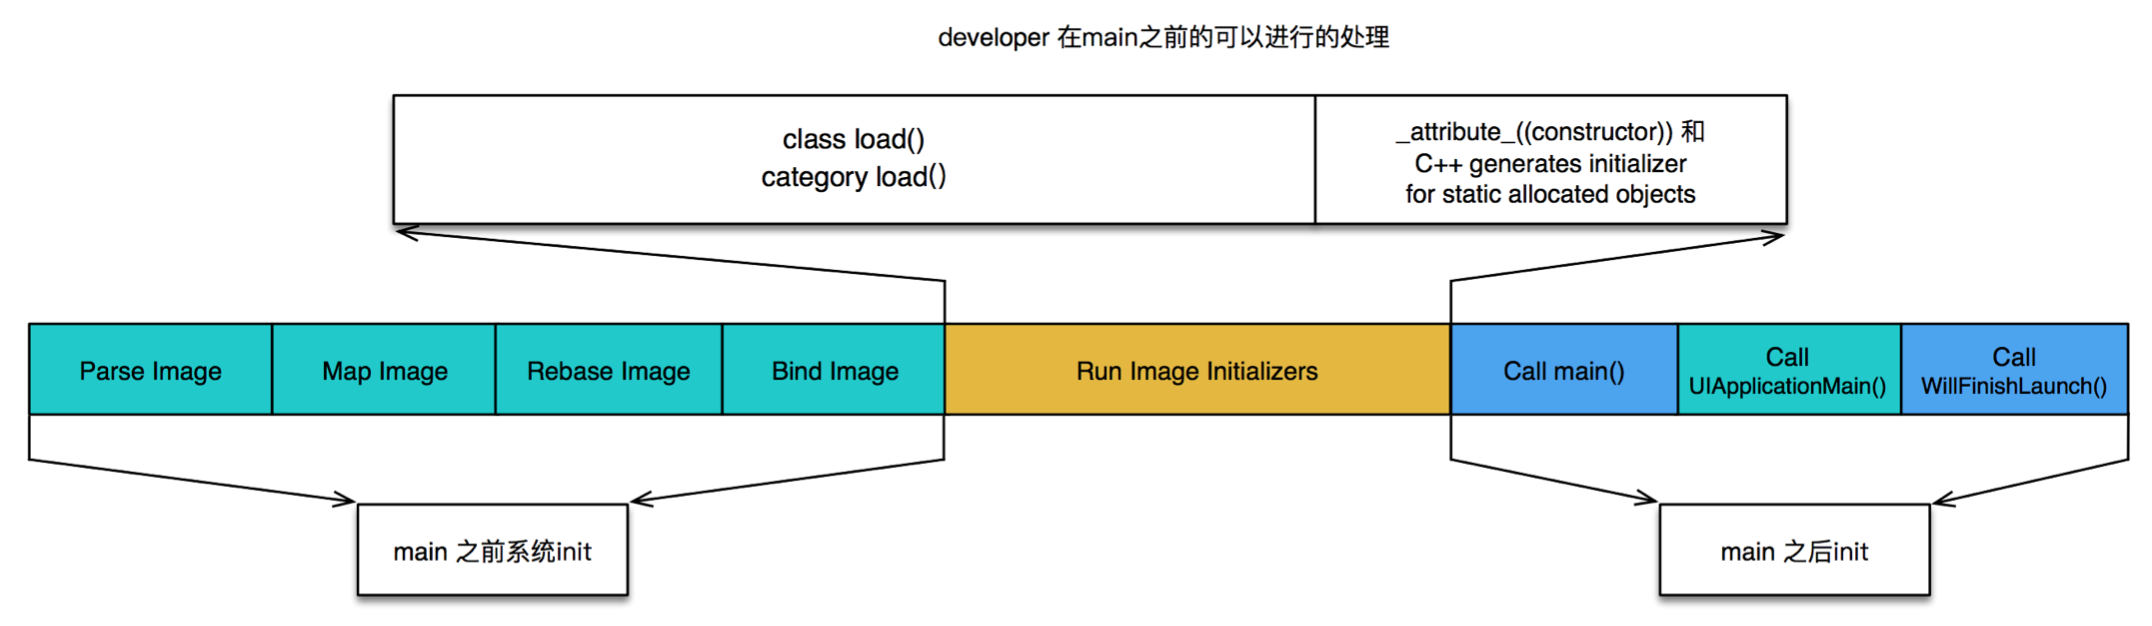 developer 在main之前的可以进行的处理
class load()
category load()
_attribute_((constructor)) 和
C++ generates initializer
for static allocated objects
Parse Image
Map Image
Rebase Image
Bind Image
Run Image Initializers
Call main()
Call
UIApplicationMain()
Call
WillFinishLaunch()
main 之前系统init
main 之后init